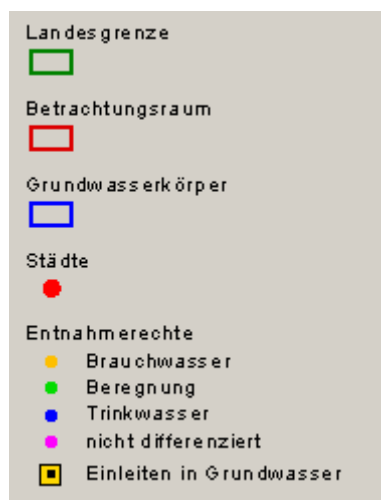 Landesgrenze
Betrachtungsraum
Grundwasserkörper
Städte
Entnahmerechte
Brauchwasser
Beregnung
Trinkwasser
nicht differenziert
Einleiten in Grundwasser